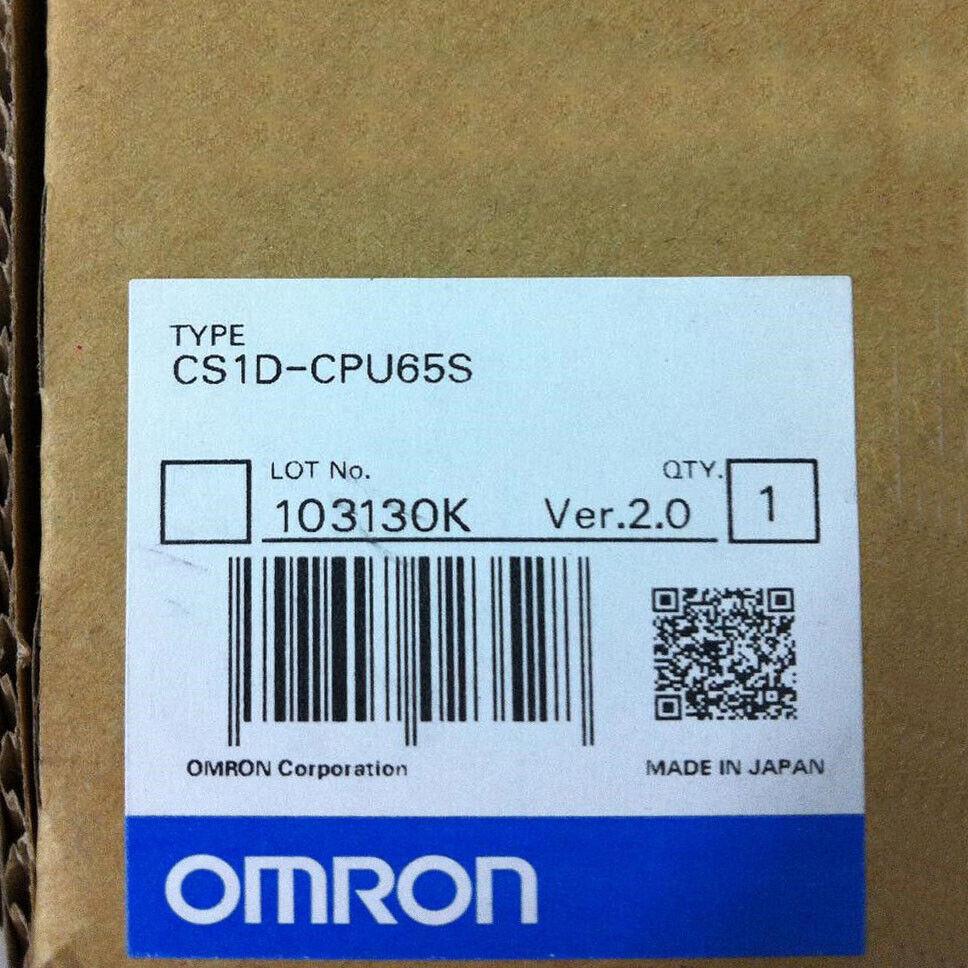 TYPE
CS1D-CPU65S
LOT No. QTY.
103130K Ver.2.0 1
OMRON Corporation MADE IN JAPAN
OMRON